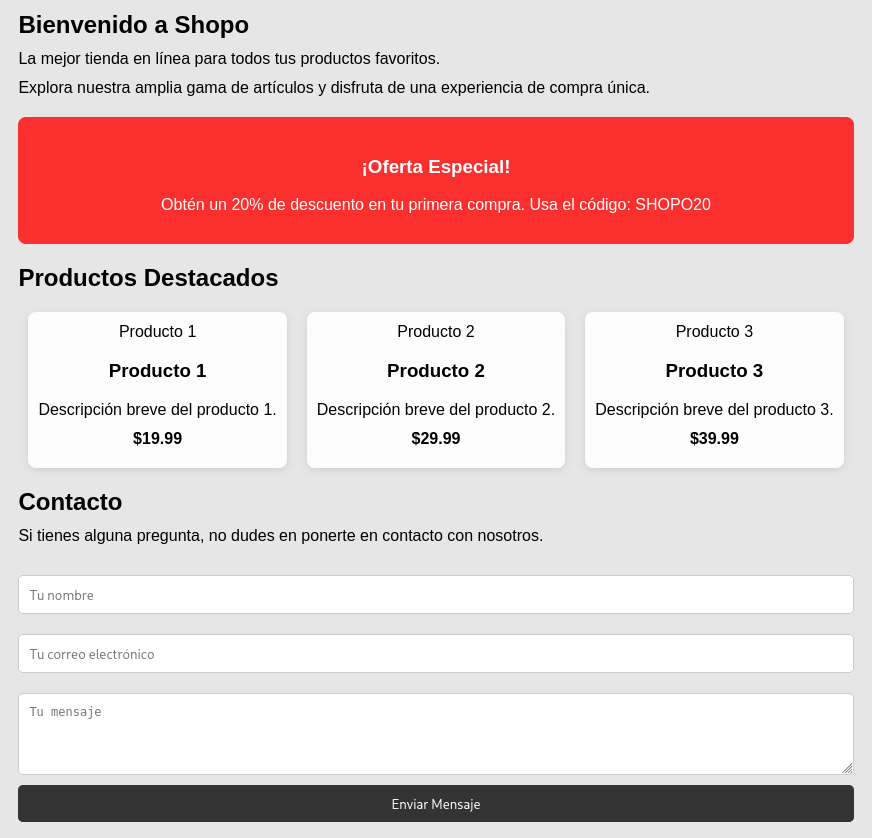 Bienvenido a Shopo
La mejor tienda en línea para todos tus productos favoritos.
Explora nuestra amplia gama de artículos y disfruta de una experiencia de compra única.
¡Oferta Especial!
Obtén un 20% de descuento en tu primera compra. Usa el código: SHOPO20
Productos Destacados
Producto 1
Producto 1
Descripción breve del producto 1.
$19.99
Producto 2
Producto 2
Descripción breve del producto 2.
$29.99
Producto 3
Producto 3
Descripción breve del producto 3.
$39.99
Contacto
Si tienes alguna pregunta, no dudes en ponerte en contacto con nosotros.
Tu nombre
Tu correo electrónico
Tu mensaje
Enviar Mensaje